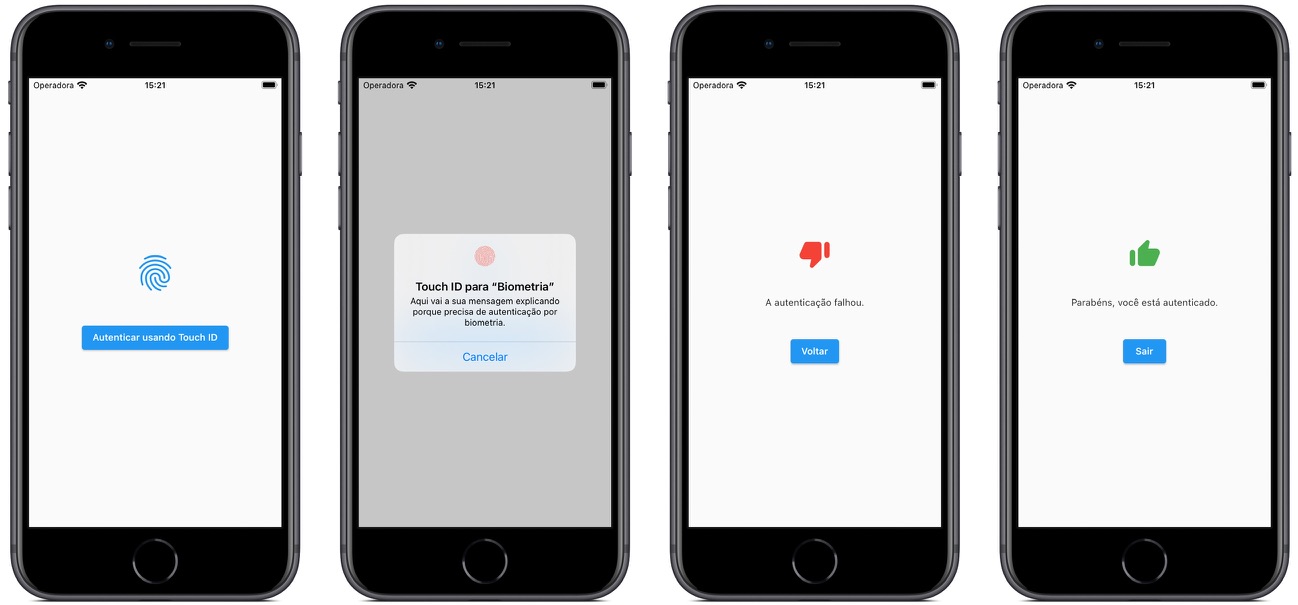 Operadora 15:21
Autenticar usando Touch ID
Operadora 15:21
Touch ID para “Biometria”
Aqui vai a sua mensagem explicando
porque precisa de autenticação por
biometria.
Cancelar
Operadora 15:21
A autenticação falhou.
Voltar
Operadora 15:21
Parabéns, você está autenticado.
Sair